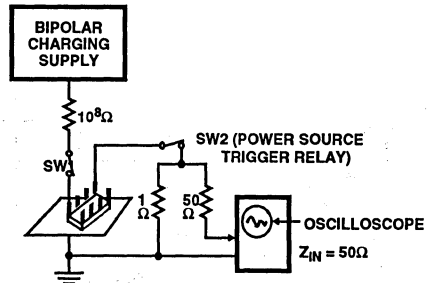 BIPOLAR
CHARGING
SUPPLY
10⁸Ω
SW1
SW2 (POWER SOURCE
TRIGGER RELAY)
1
Ω
50
Ω
OSCILLOSCOPE
Z_IN = 50Ω